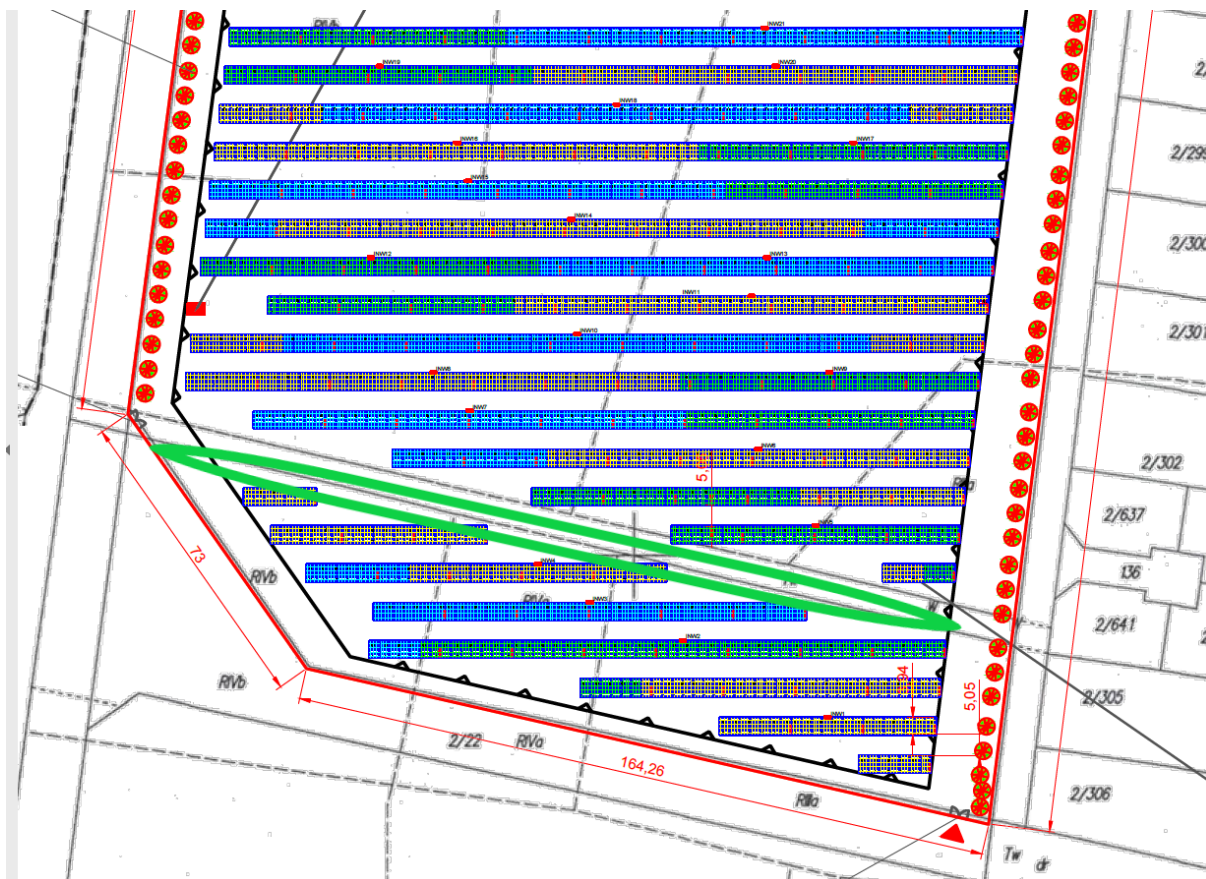 INW21
INW19
INW20
INW18
INW16
INW17
INW15
INW14
INW12
INW13
INW11
INW10
INW8
INW9
INW7
INW6
INW4
INW3
INW2
INW1
2/299
2/300
2/301
2/302
2/637
136
2/641
2/305
2/306
73
RIVb
RIVb
2/22
RIVa
164,26
RIIIa
5,05
Tw
dr